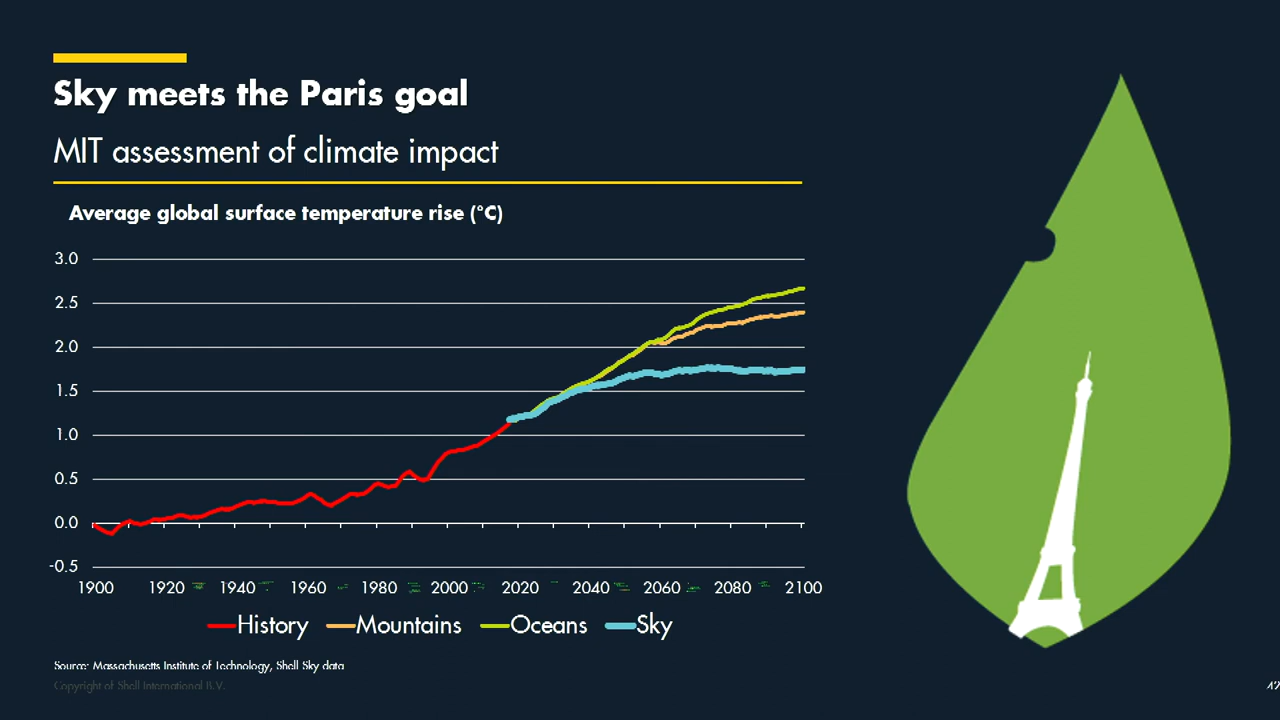 Sky meets the Paris goal
MIT assessment of climate impact
Average global surface temperature rise (°C)
3.0
2.5
2.0
1.5
1.0
0.5
0.0
-0.5
1900 1920 1940 1960 1980 2000 2020 2040 2060 2080 2100
History Mountains Oceans Sky
Source: Massachusetts Institute of Technology, Shell Sky data
Copyright of Shell International B.V.